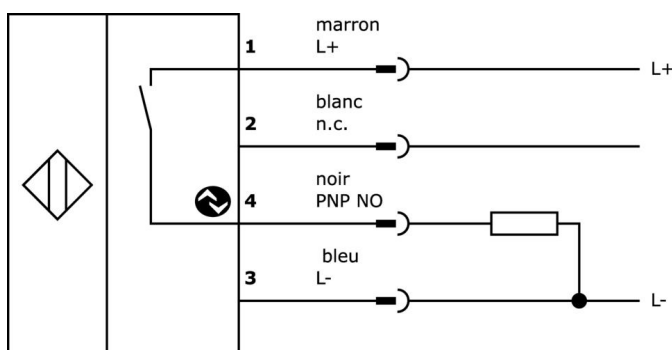 marron
1 L+ L+
blanc
2 n.c.
noir
4 PNP NO
bleu
3 L- L-